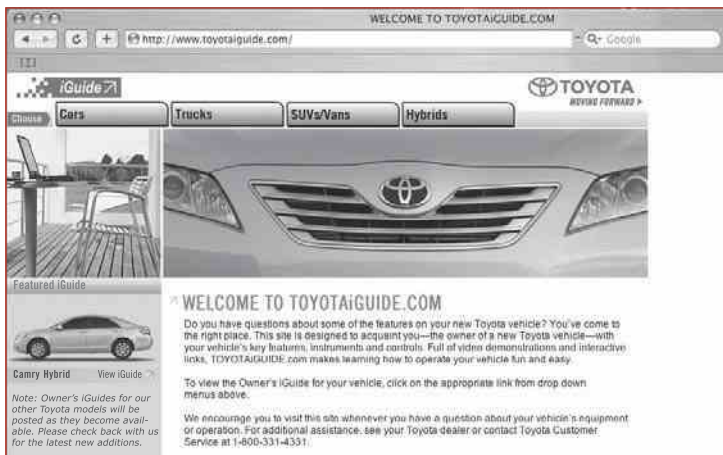 WELCOME TO TOYOTAiGUIDE.COM
http://www.toyotaiguide.com/
Google
iGuide
TOYOTA
MOVING FORWARD
Choose
Cars
Trucks
SUVs/Vans
Hybrids
Featured iGuide
Camry Hybrid
View iGuide
Note: Owner's iGuides for our
other Toyota models will be
posted as they become avail-
able. Please check back with us
for the latest new additions.
WELCOME TO TOYOTAiGUIDE.COM
Do you have questions about some of the features on your new Toyota vehicle? You've come to
the right place. This site is designed to acquaint you—the owner of a new Toyota vehicle—with
your vehicle's key features, instruments and controls. Full of video demonstrations and interactive
links, TOYOTAiGUIDE.com makes learning how to operate your vehicle fun and easy.
To view the Owner's iGuide for your vehicle, click on the appropriate link from drop down
menus above.
We encourage you to visit this site whenever you have a question about your vehicle's equipment
or operation. For additional assistance, see your Toyota dealer or contact Toyota Customer
Service at 1-800-331-4331.